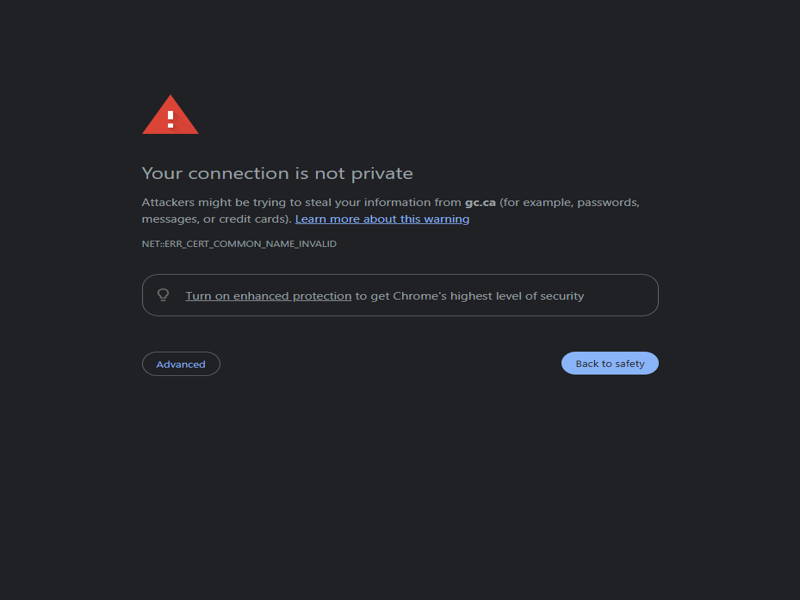 Your connection is not private
Attackers might be trying to steal your information from gc.ca (for example, passwords,
messages, or credit cards). Learn more about this warning
NET::ERR_CERT_COMMON_NAME_INVALID
Turn on enhanced protection to get Chrome's highest level of security
Advanced
Back to safety